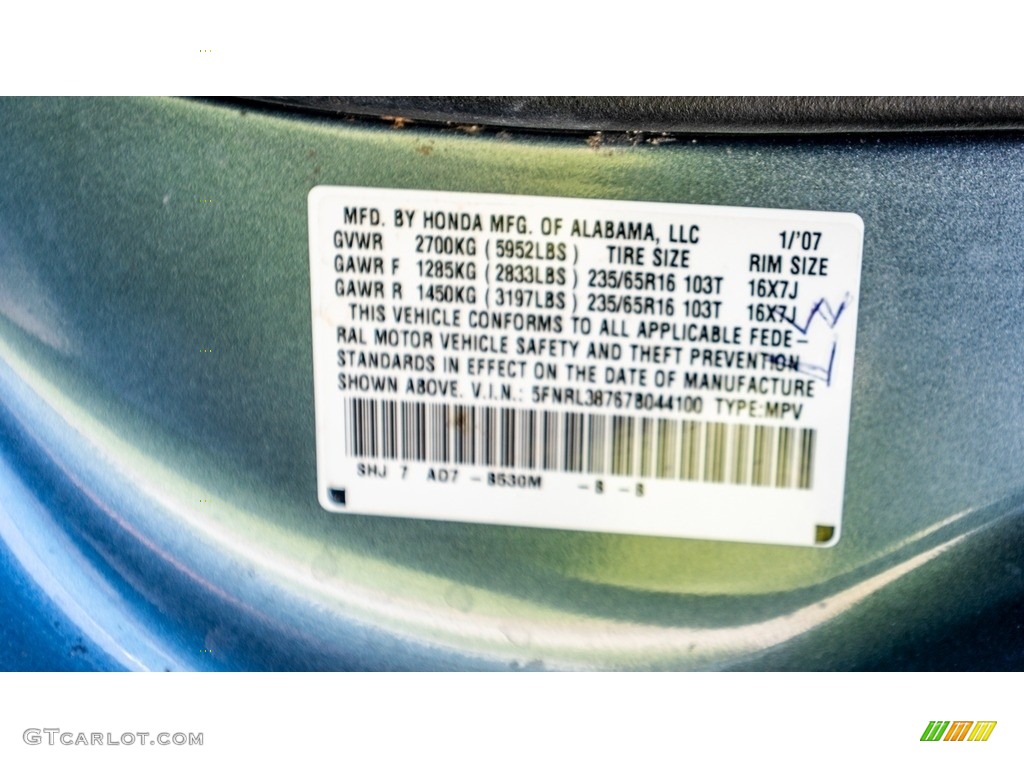 MFD. BY HONDA MFG. OF ALABAMA, LLC 1/'07
GVWR 2700KG (5952LBS) TIRE SIZE RIM SIZE
GAWR F 1285KG (2833LBS) 235/65R16 103T 16X7J
GAWR R 1450KG (3197LBS) 235/65R16 103T 16X7J
THIS VEHICLE CONFORMS TO ALL APPLICABLE FEDE-
RAL MOTOR VEHICLE SAFETY AND THEFT PREVENTION
STANDARDS IN EFFECT ON THE DATE OF MANUFACTURE
SHOWN ABOVE. V.I.N.: 5FNRL38767B044100 TYPE:MPV
SHJ 7 A07 -B530M -B -B
GTCARLOT.COM